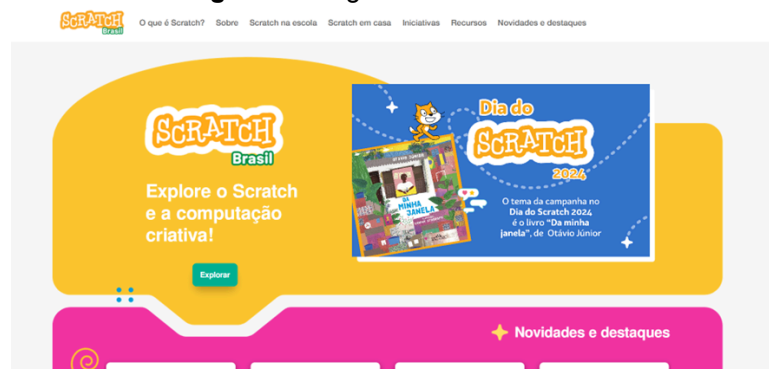 SCRATCH
Brasil
O que é Scratch? Sobre Scratch na escola Scratch em casa Iniciativas Recursos Novidades e destaques
SCRATCH
Brasil
Explore o Scratch
e a computação
criativa!
Explorar
Dia do
SCRATCH
2024
OTÁVIO JÚNIOR
DA
MINHA
JANELA
O tema da campanha no
Dia do Scratch 2024
é o livro "Da minha
janela", de Otávio Júnior
Novidades e destaques